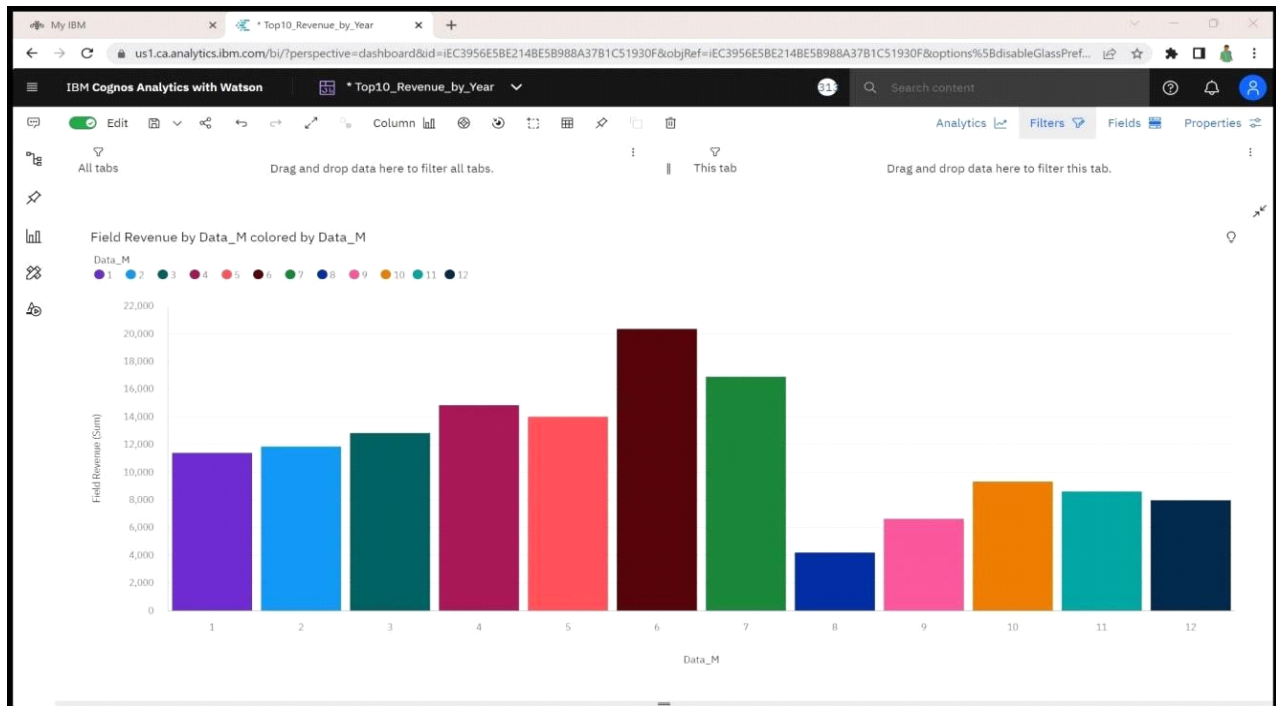 My IBM
* Top10_Revenue_by_Year
us1.ca.analytics.ibm.com/bi/?perspective=dashboard&id=iEC3956E5BE214BE5B988A37B1C51930F&objRef=iEC3956E5BE214BE5B988A37B1C51930F&options%5BdisableGlassPref...
IBM Cognos Analytics with Watson
* Top10_Revenue_by_Year
Search content
Edit
Column
Analytics
Filters
Fields
Properties
All tabs
Drag and drop data here to filter all tabs.
This tab
Drag and drop data here to filter this tab.
Field Revenue by Data_M colored by Data_M
Data_M
1 2 3 4 5 6 7 8 9 10 11 12
Field Revenue (Sum)
22,000
20,000
18,000
16,000
14,000
12,000
10,000
8,000
6,000
4,000
2,000
0
1 2 3 4 5 6 7 8 9 10 11 12
Data_M